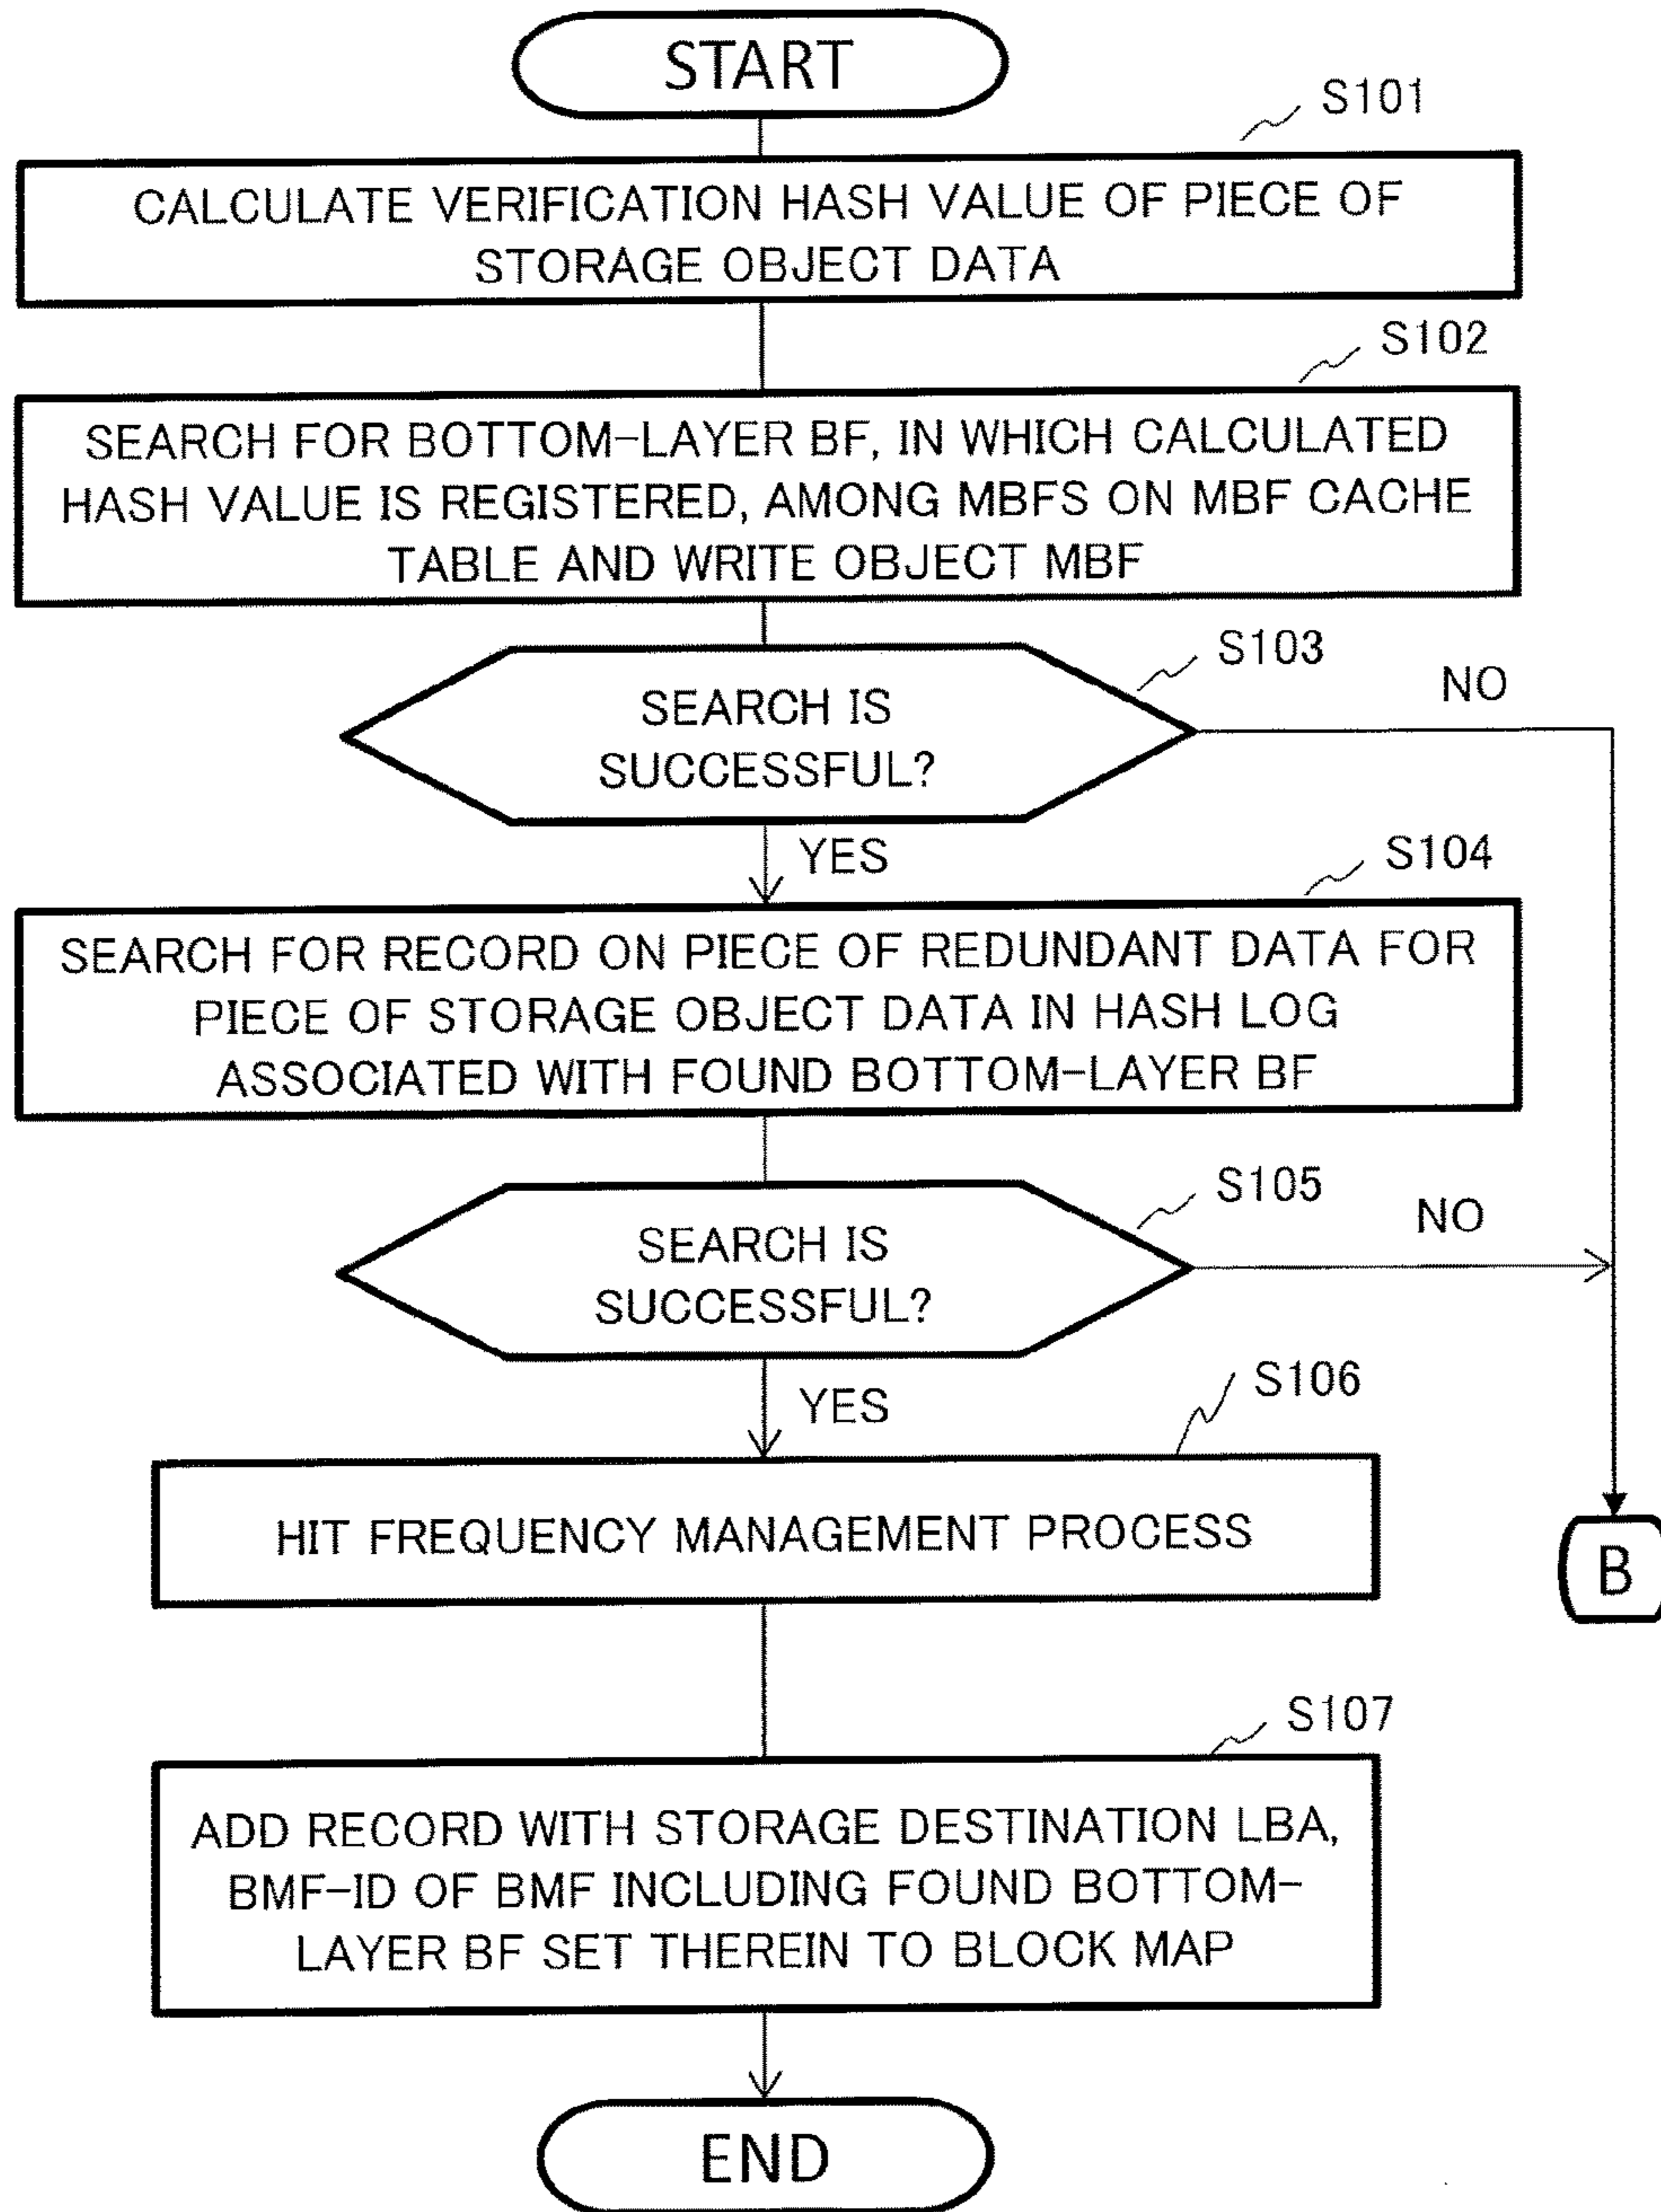 START
S101
CALCULATE VERIFICATION HASH VALUE OF PIECE OF
STORAGE OBJECT DATA
S102
SEARCH FOR BOTTOM-LAYER BF, IN WHICH CALCULATED
HASH VALUE IS REGISTERED, AMONG MBFS ON MBF CACHE
TABLE AND WRITE OBJECT MBF
S103
NO
SEARCH IS
SUCCESSFUL?
YES
S104
SEARCH FOR RECORD ON PIECE OF REDUNDANT DATA FOR
PIECE OF STORAGE OBJECT DATA IN HASH LOG
ASSOCIATED WITH FOUND BOTTOM-LAYER BF
S105
NO
SEARCH IS
SUCCESSFUL?
YES
S106
HIT FREQUENCY MANAGEMENT PROCESS
B
S107
ADD RECORD WITH STORAGE DESTINATION LBA,
BMF-ID OF BMF INCLUDING FOUND BOTTOM-
LAYER BF SET THEREIN TO BLOCK MAP
END